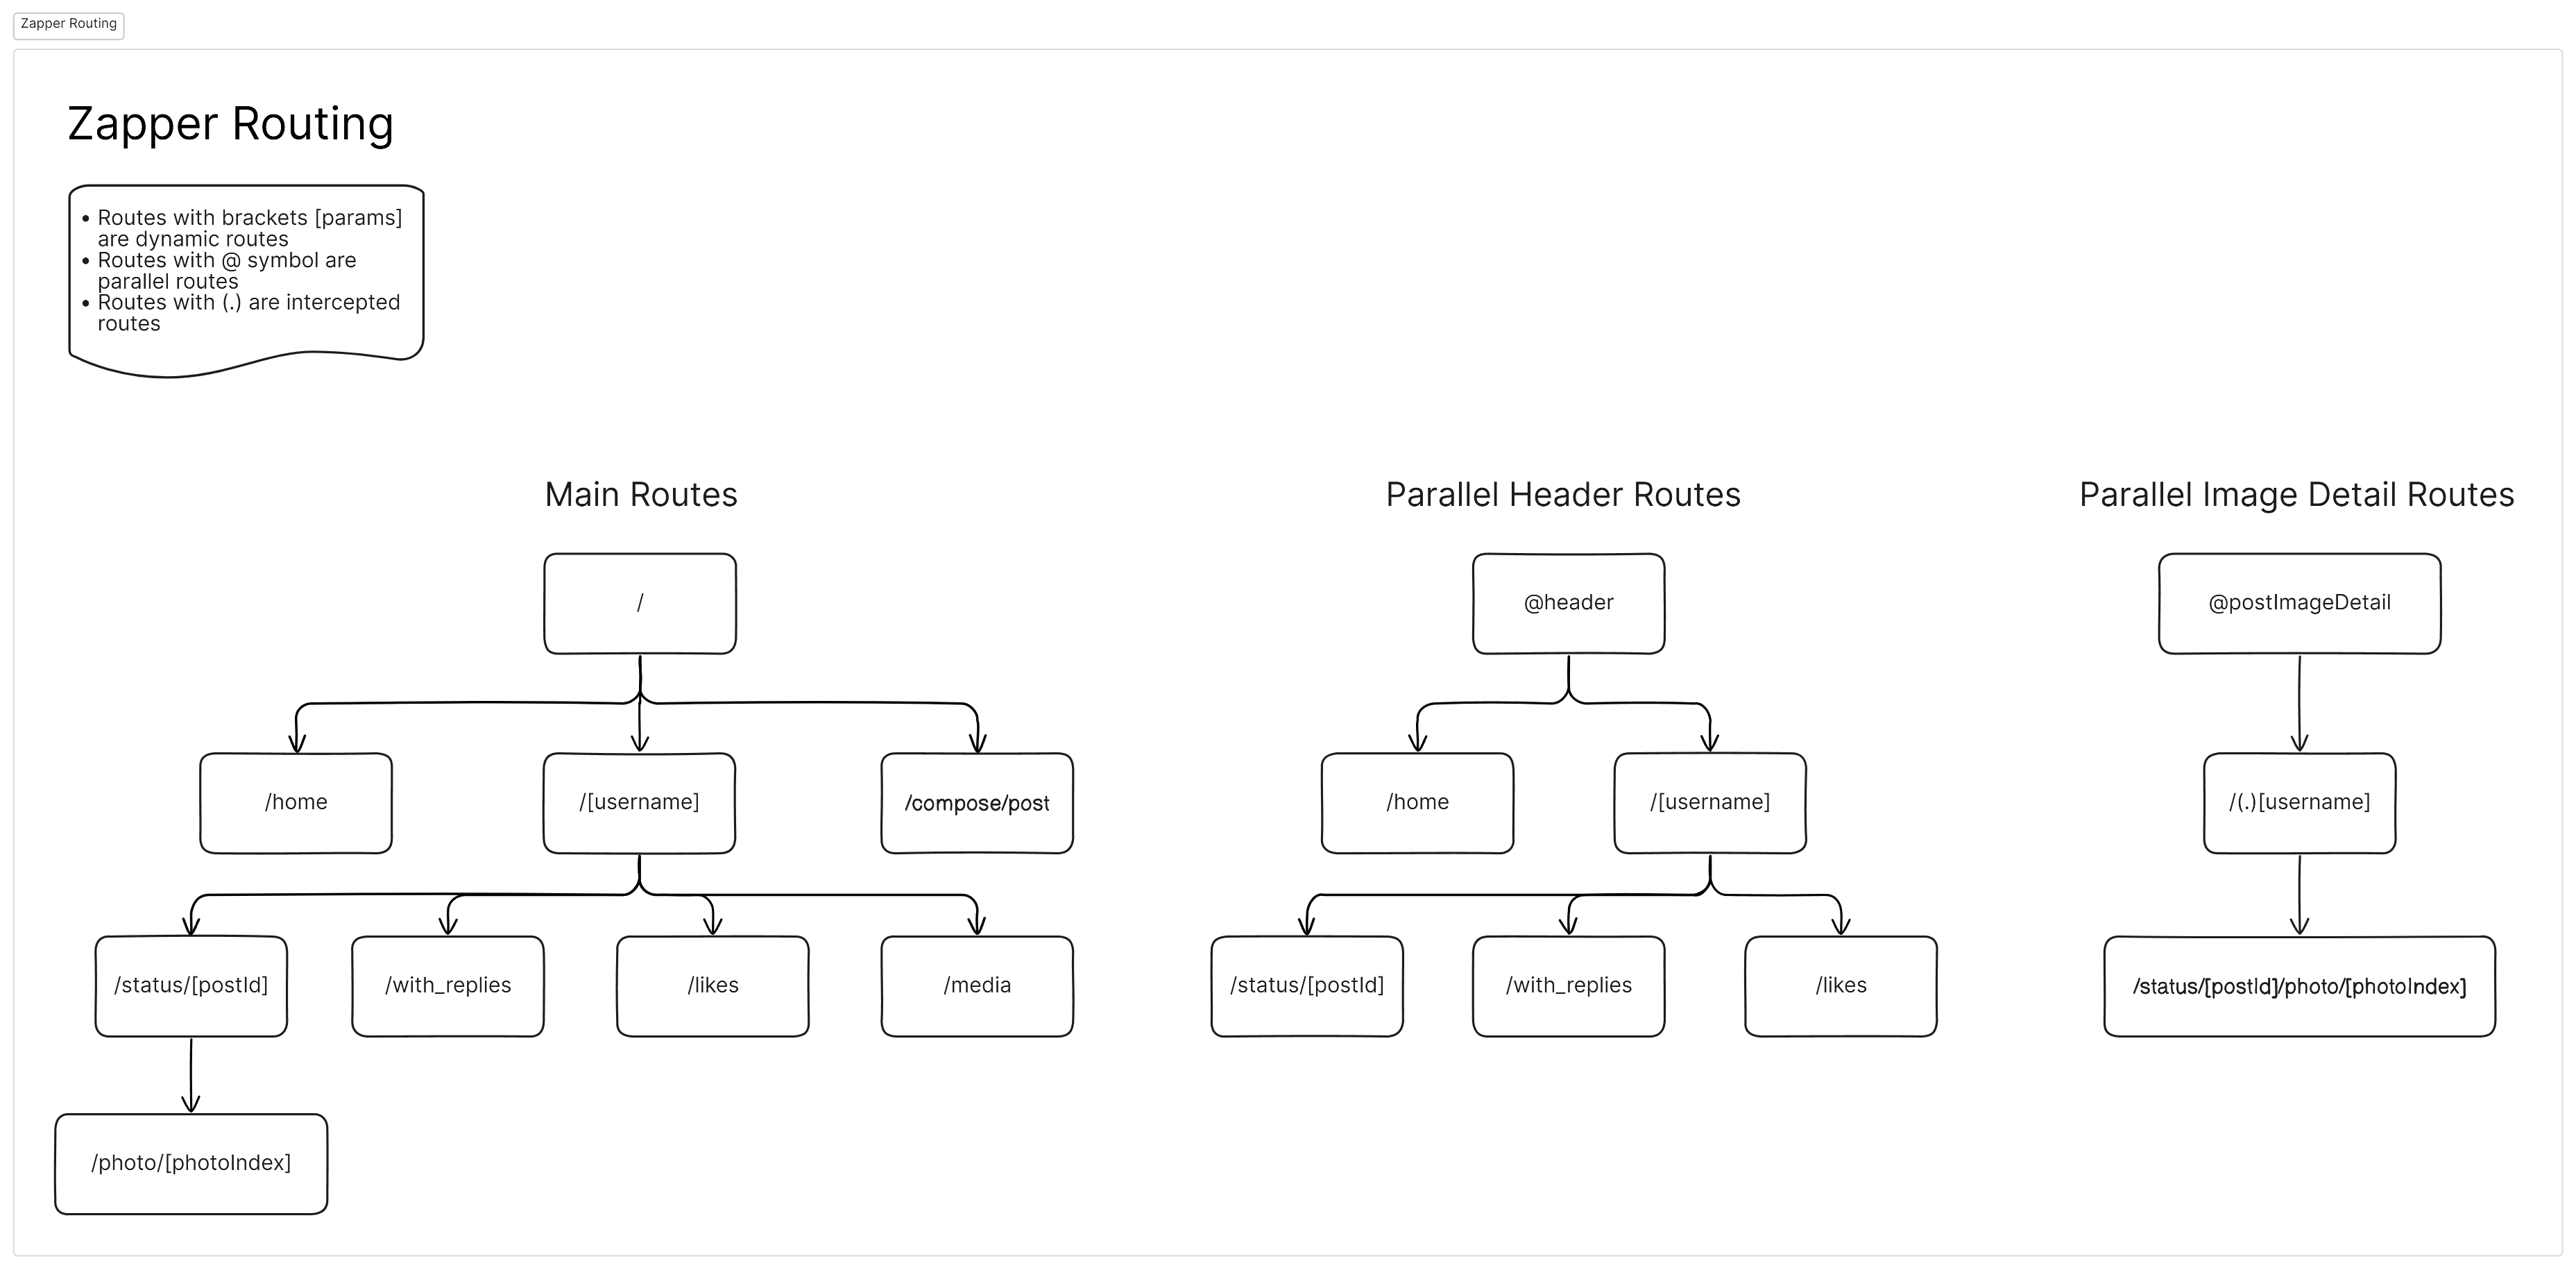 Zapper Routing
Zapper Routing
• Routes with brackets [params]
are dynamic routes
• Routes with @ symbol are
parallel routes
• Routes with (.) are intercepted
routes
Main Routes
/
/home
/[username]
/compose/post
/status/[postId]
/with_replies
/likes
/media
/photo/[photoIndex]
Parallel Header Routes
@header
/home
/[username]
/status/[postId]
/with_replies
/likes
Parallel Image Detail Routes
@postImageDetail
/(.)[username]
/status/[postId]/photo/[photoIndex]